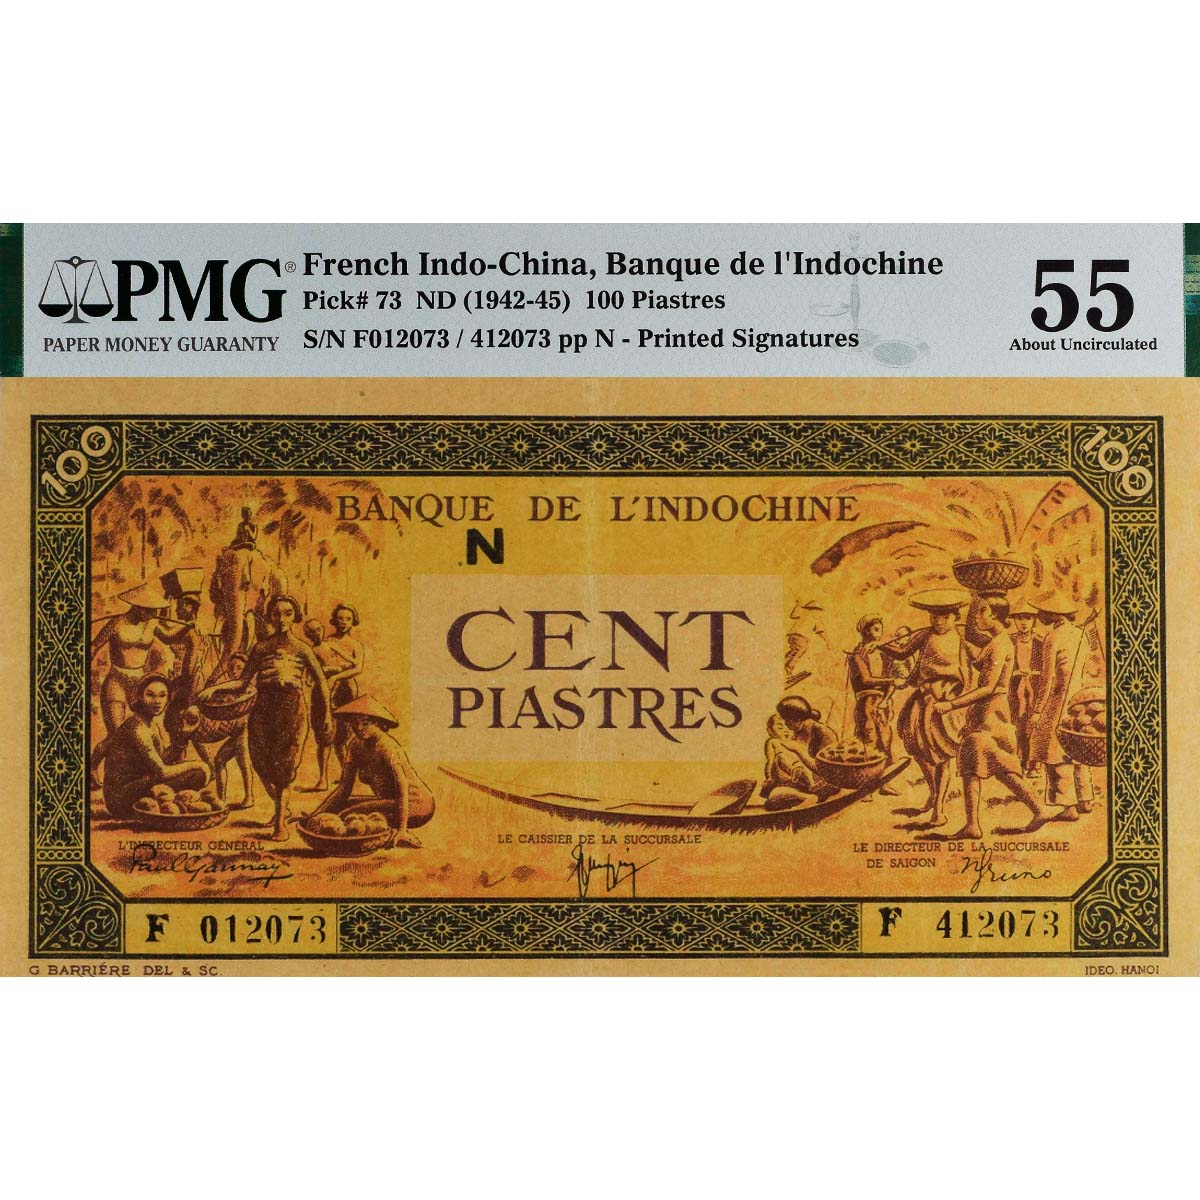 PMG®
PAPER MONEY GUARANTY
French Indo-China, Banque de l'Indochine
Pick# 73 ND (1942-45) 100 Piastres
S/N F012073 / 412073 pp N - Printed Signatures
55
About Uncirculated
100
100
BANQUE DE L'INDOCHINE
N
CENT
PIASTRES
L'INSPECTEUR GÉNÉRAL
LE CAISSIER DE LA SUCCURSALE
LE DIRECTEUR DE LA SUCCURSALE
DE SAIGON
F 012073
F 412073
G BARRIÉRE DEL & SC.
IDEO. HANOI